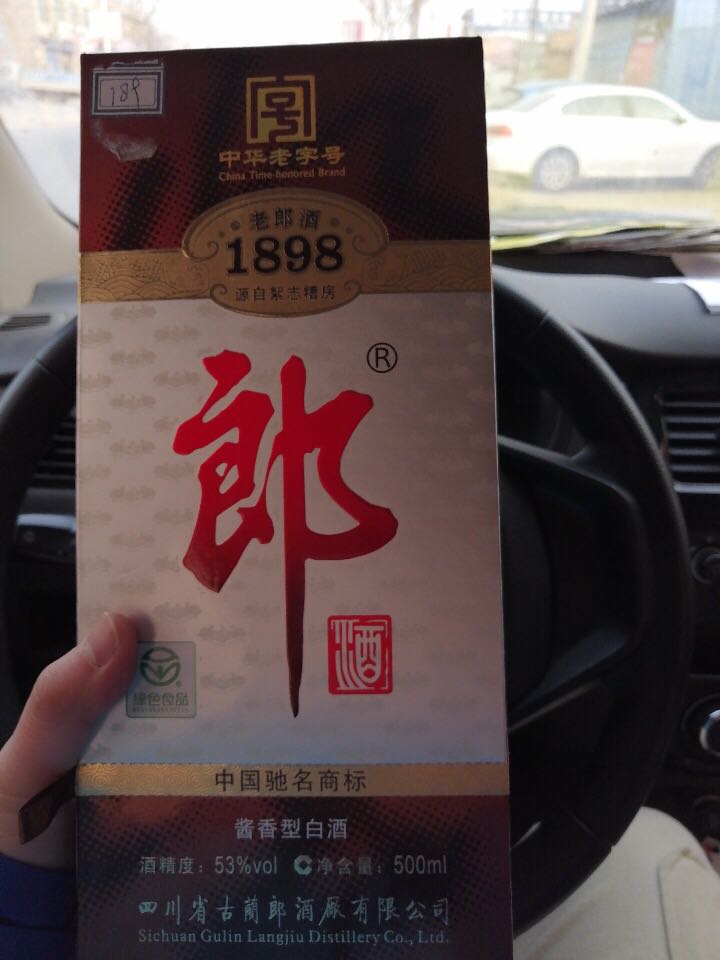 189
中华老字号
China Time-honored Brand
老郎酒
1898
源自絮志糟房
郎®
酒
绿色食品
中国驰名商标
酱香型白酒
酒精度：53%vol 净含量：500ml
四川省古蔺郎酒厂有限公司
Sichuan Gulin Langjiu Distillery Co., Ltd.